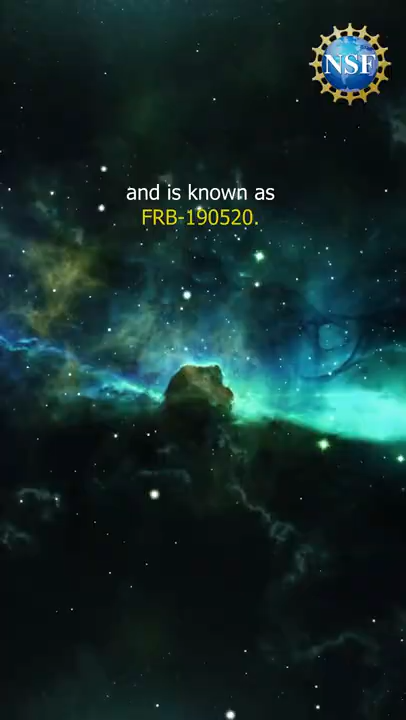 NSF
and is known as
FRB-190520.